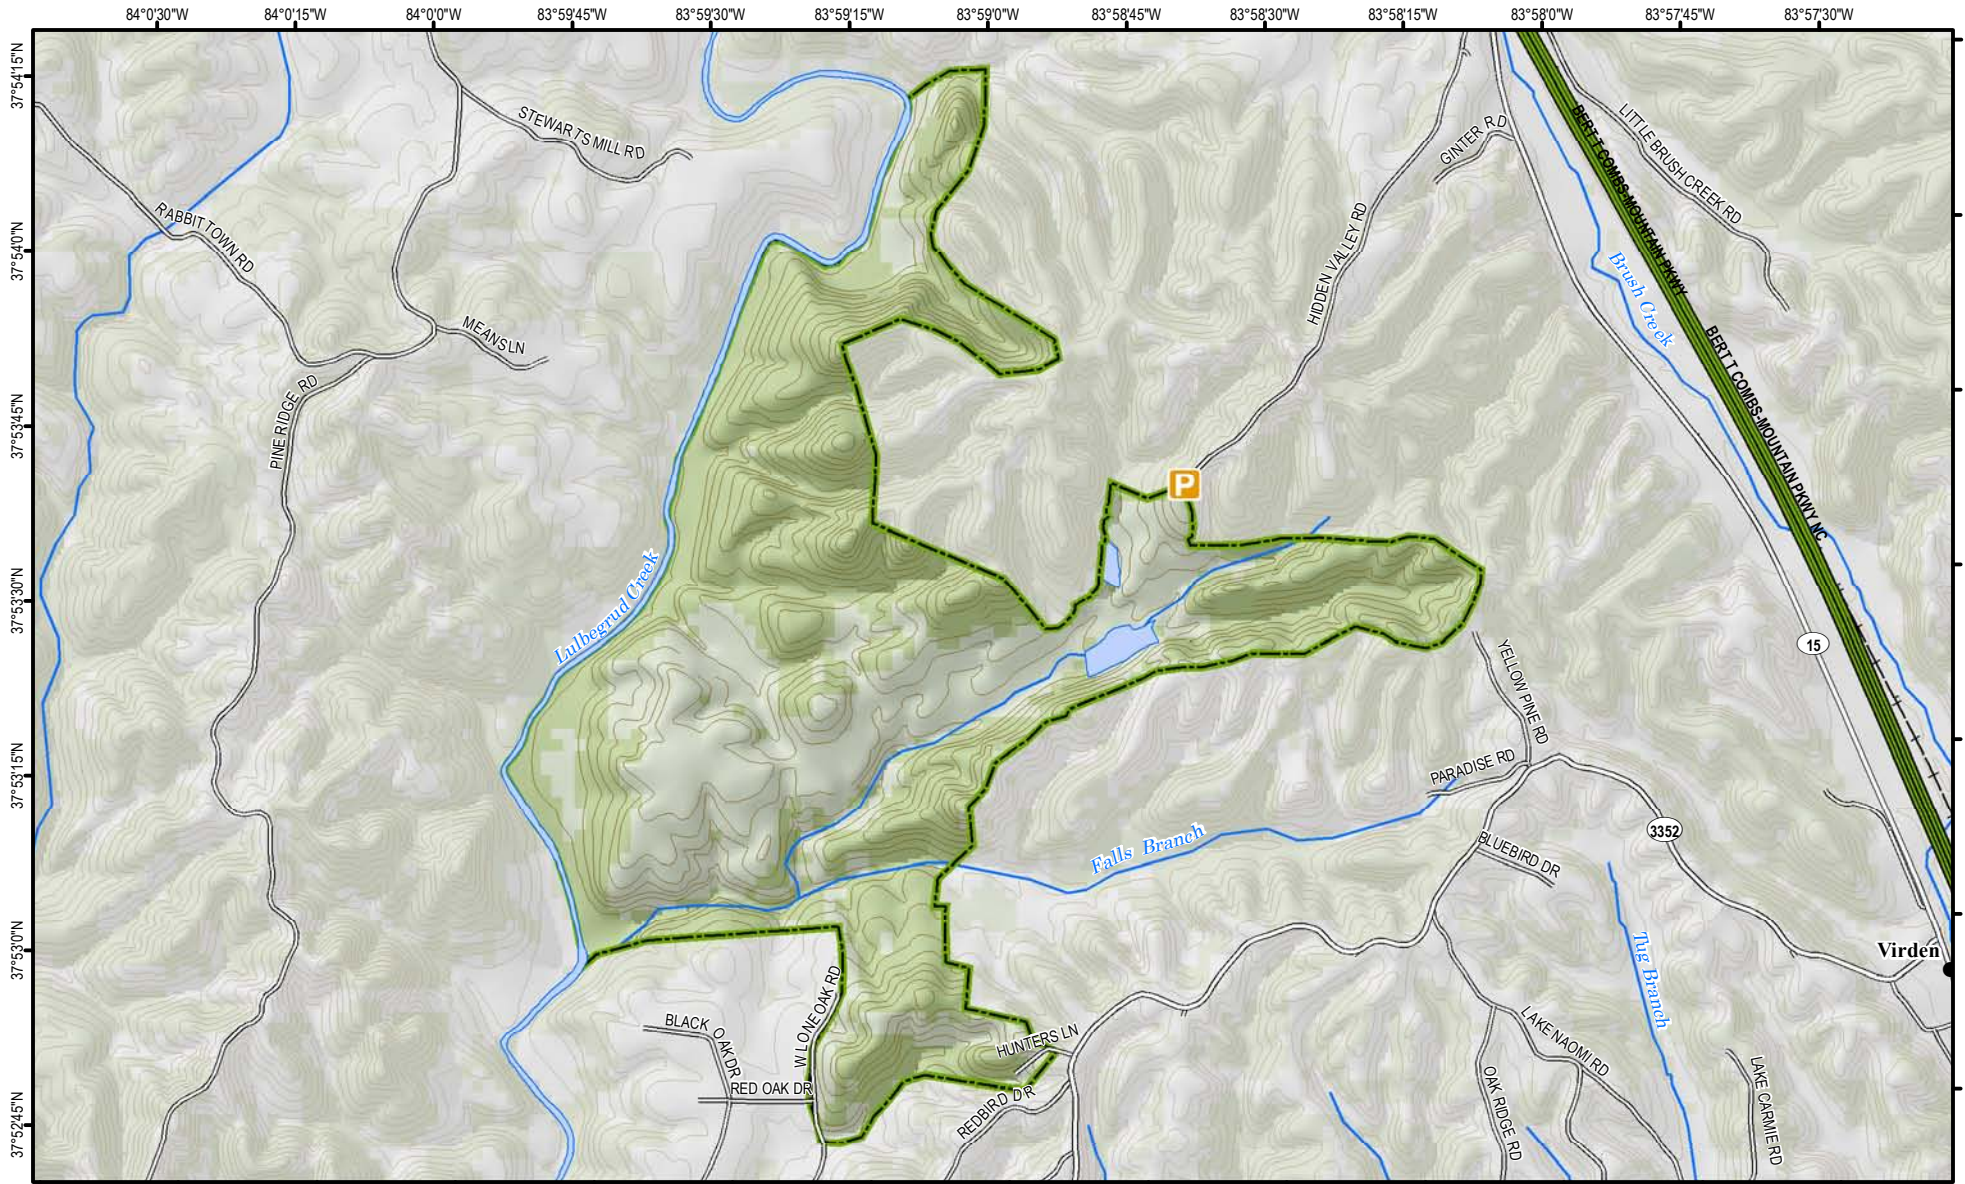 84°0'30"W 84°0'15"W 84°0'0"W 83°59'45"W 83°59'30"W 83°59'15"W 83°59'0"W 83°58'45"W 83°58'30"W 83°58'15"W 83°58'0"W 83°57'45"W 83°57'30"W
37°54'15"N
37°54'0"N
37°53'45"N
37°53'30"N
37°53'15"N
37°53'0"N
37°52'45"N
STEWARTS MILL RD
GINTER RD
LITTLE BRUSH CREEK RD
BERT T COMBS-MOUNTAIN PKWY
RABBIT TOWN RD
HIDDEN VALLEY RD
Brush Creek
MEANS LN
BERT T COMBS-MOUNTAIN PKWY NC
PINE RIDGE RD
P
Lulbegrud Creek
15
YELLOW PINE RD
PARADISE RD
3352
Falls Branch
BLUEBIRD DR
Virden
Tug Branch
W LONE OAK RD
BLACK OAK DR
HUNTERS LN
LAKE NAOMI RD
RED OAK DR
REDBIRD DR
OAK RIDGE RD
LAKE CARMIE RD